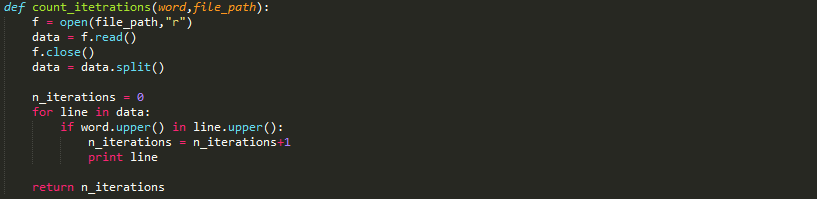 def count_itetrations(word,file_path):
    f = open(file_path,"r")
    data = f.read()
    f.close()
    data = data.split()

    n_iterations = 0
    for line in data:
        if word.upper() in line.upper():
            n_iterations = n_iterations+1
            print line

    return n_iterations